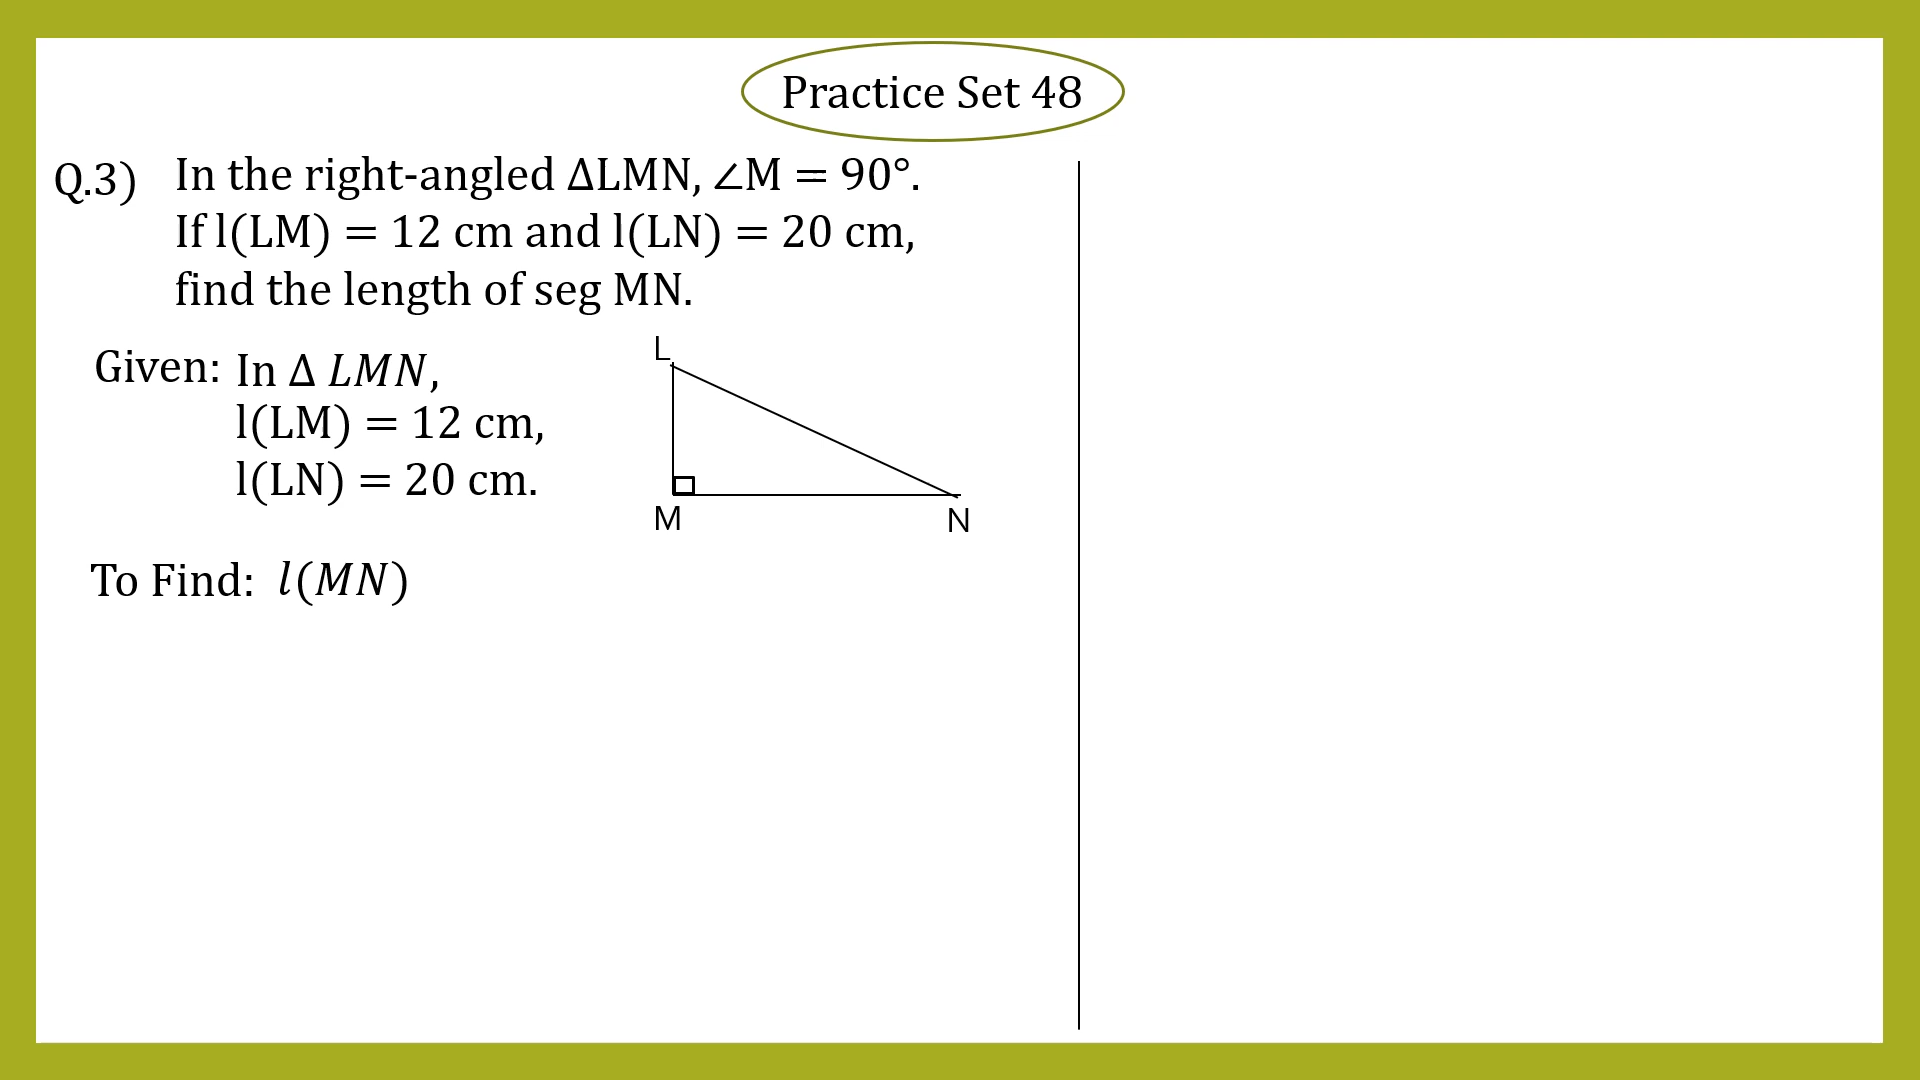 Practice Set 48
Q.3) In the right-angled ∆LMN, ∠M = 90°.
If l(LM) = 12 cm and l(LN) = 20 cm,
find the length of seg MN.
Given: In ∆ LMN,
l(LM) = 12 cm,
l(LN) = 20 cm.
L
M
N
To Find: l(MN)